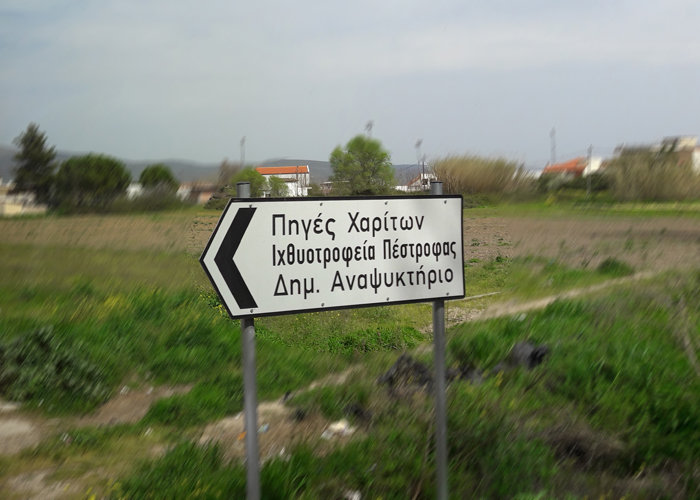 Πηγές Χαρίτων
Ιχθυοτροφεία Πέστροφας
Δημ. Αναψυκτήριο